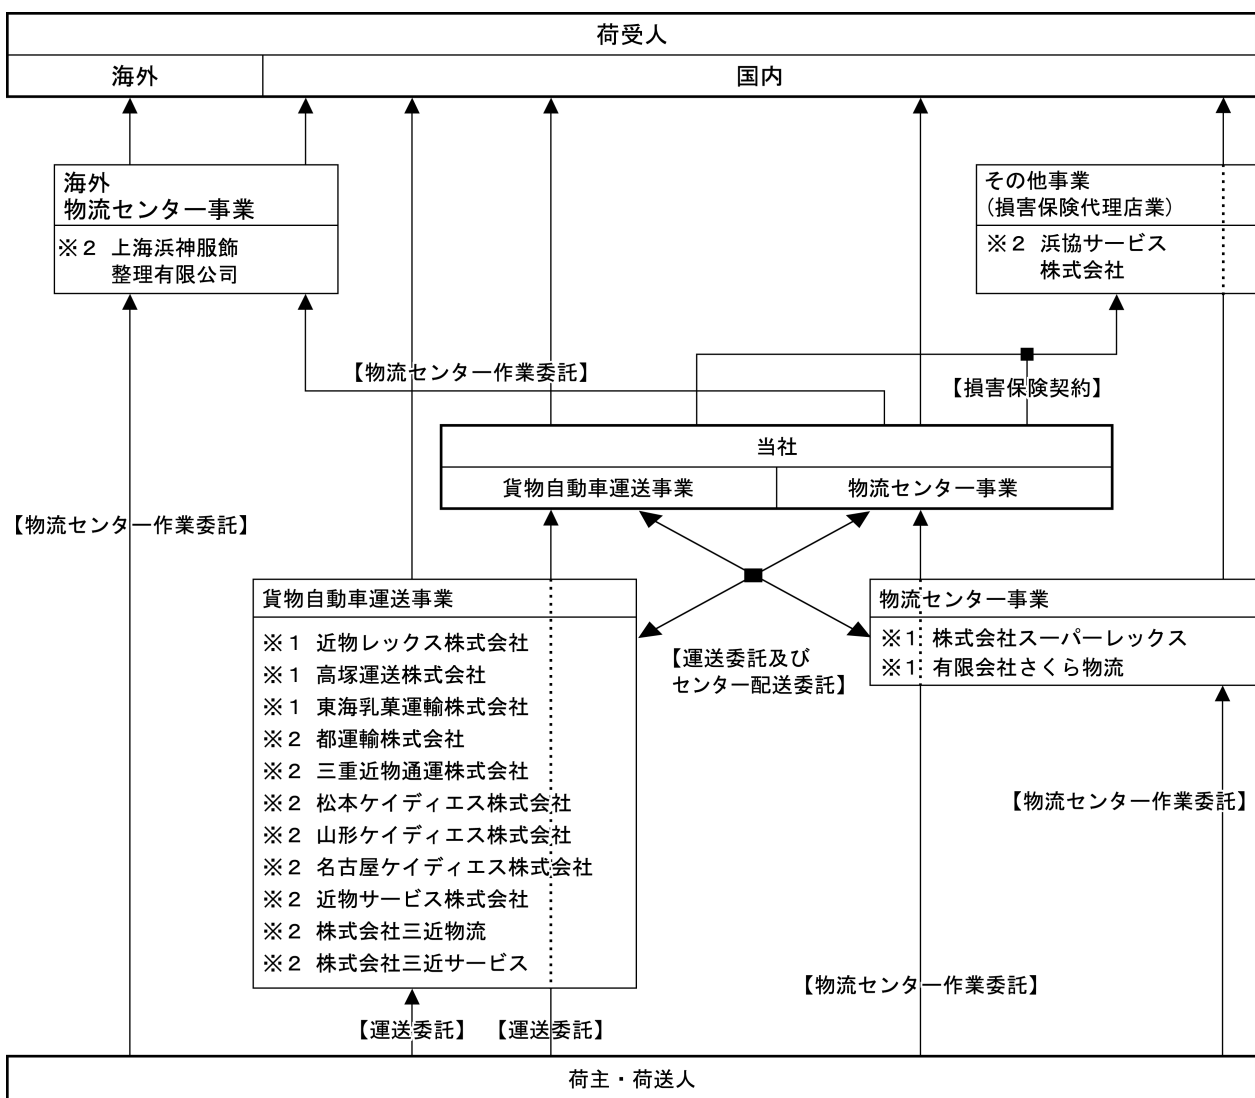 荷受人
海外
国内
海外
物流センター事業
※2 上海浜神服飾
整理有限公司
その他事業
(損害保険代理店業)
※2 浜協サービス
株式会社
【物流センター作業委託】
【損害保険契約】
当社
貨物自動車運送事業
物流センター事業
【物流センター作業委託】
貨物自動車運送事業
※1 近物レックス株式会社
※1 高塚運送株式会社
※1 東海乳菓運輸株式会社
※2 都運輸株式会社
※2 三重近物通運株式会社
※2 松本ケイディエス株式会社
※2 山形ケイディエス株式会社
※2 名古屋ケイディエス株式会社
※2 近物サービス株式会社
※2 株式会社三近物流
※2 株式会社三近サービス
【運送委託及び
センター配送委託】
物流センター事業
※1 株式会社スーパーレックス
※1 有限会社さくら物流
【物流センター作業委託】
【物流センター作業委託】
【運送委託】
【運送委託】
荷主・荷送人